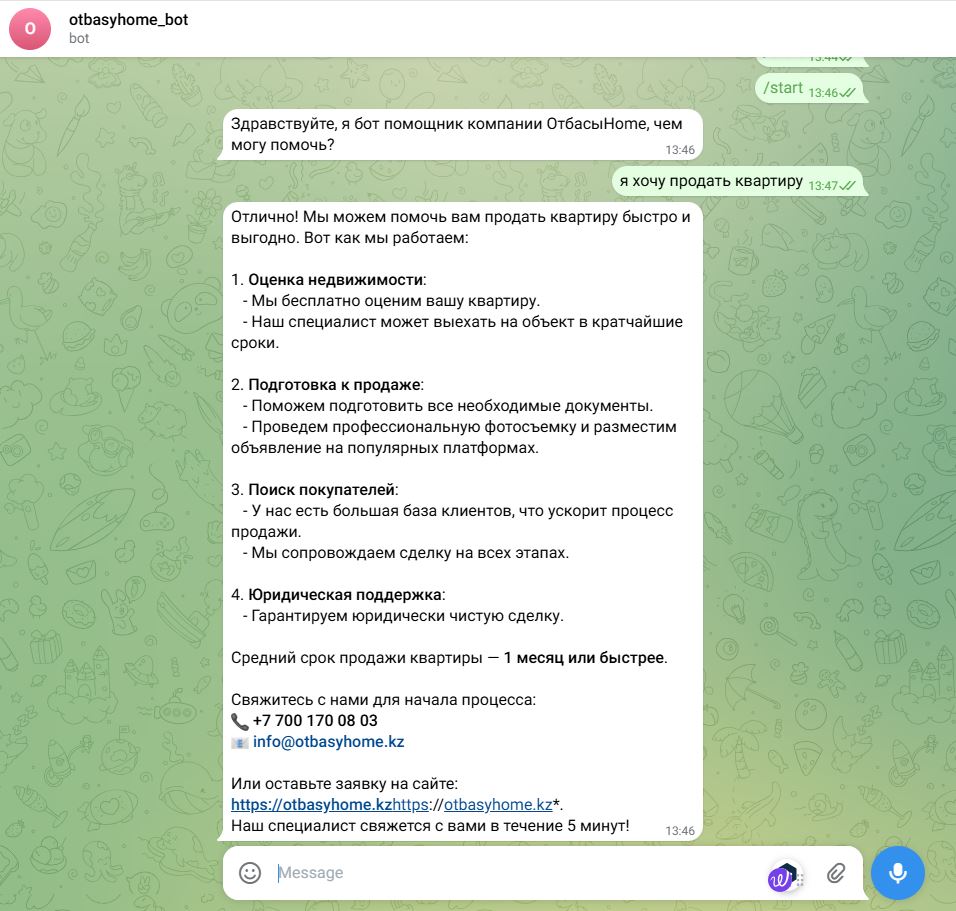 O
otbasyhome_bot
bot
13:44
/start 13:46
Здравствуйте, я бот помощник компании ОтбасыHome, чем
могу помочь?
13:46
я хочу продать квартиру 13:47
Отлично! Мы можем помочь вам продать квартиру быстро и
выгодно. Вот как мы работаем:
1. Оценка недвижимости:
- Мы бесплатно оценим вашу квартиру.
- Наш специалист может выехать на объект в кратчайшие
сроки.
2. Подготовка к продаже:
- Поможем подготовить все необходимые документы.
- Проведем профессиональную фотосъемку и разместим
объявление на популярных платформах.
3. Поиск покупателей:
- У нас есть большая база клиентов, что ускорит процесс
продажи.
- Мы сопровождаем сделку на всех этапах.
4. Юридическая поддержка:
- Гарантируем юридически чистую сделку.
Средний срок продажи квартиры — 1 месяц или быстрее.
Свяжитесь с нами для начала процесса:
📞 +7 700 170 08 03
📧 info@otbasyhome.kz
Или оставьте заявку на сайте:
https://otbasyhome.kzhttps://otbasyhome.kz*.
Наш специалист свяжется с вами в течение 5 минут! 13:46
Message